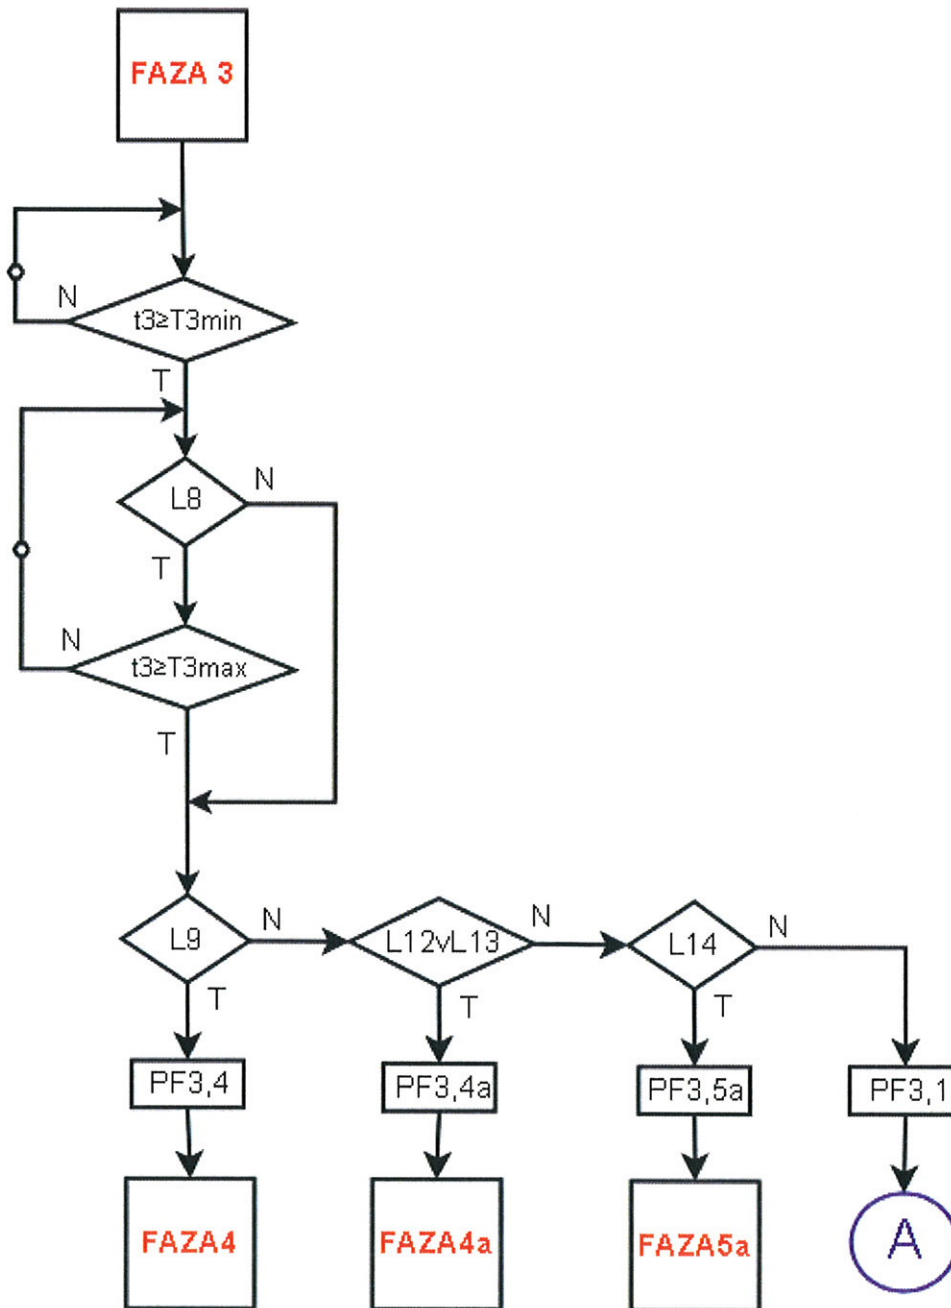 FAZA 3
N
t3≥T3min
T
L8
N
T
N
t3≥T3max
T
L9
N
L12vL13
N
L14
N
T
T
T
PF3,4
PF3,4a
PF3,5a
PF3,1
FAZA4
FAZA4a
FAZA5a
A